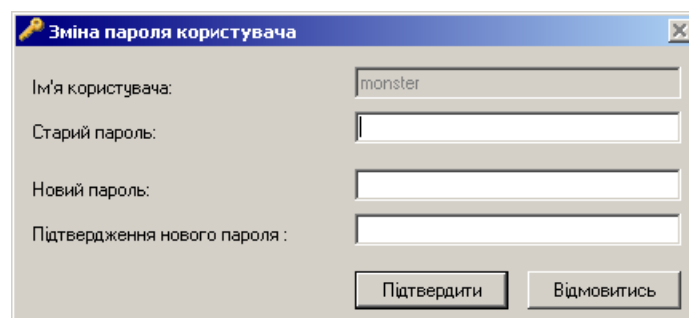 Зміна пароля користувача
Ім'я користувача: monster
Старий пароль:
Новий пароль:
Підтвердження нового пароля :
Підтвердити Відмовитись